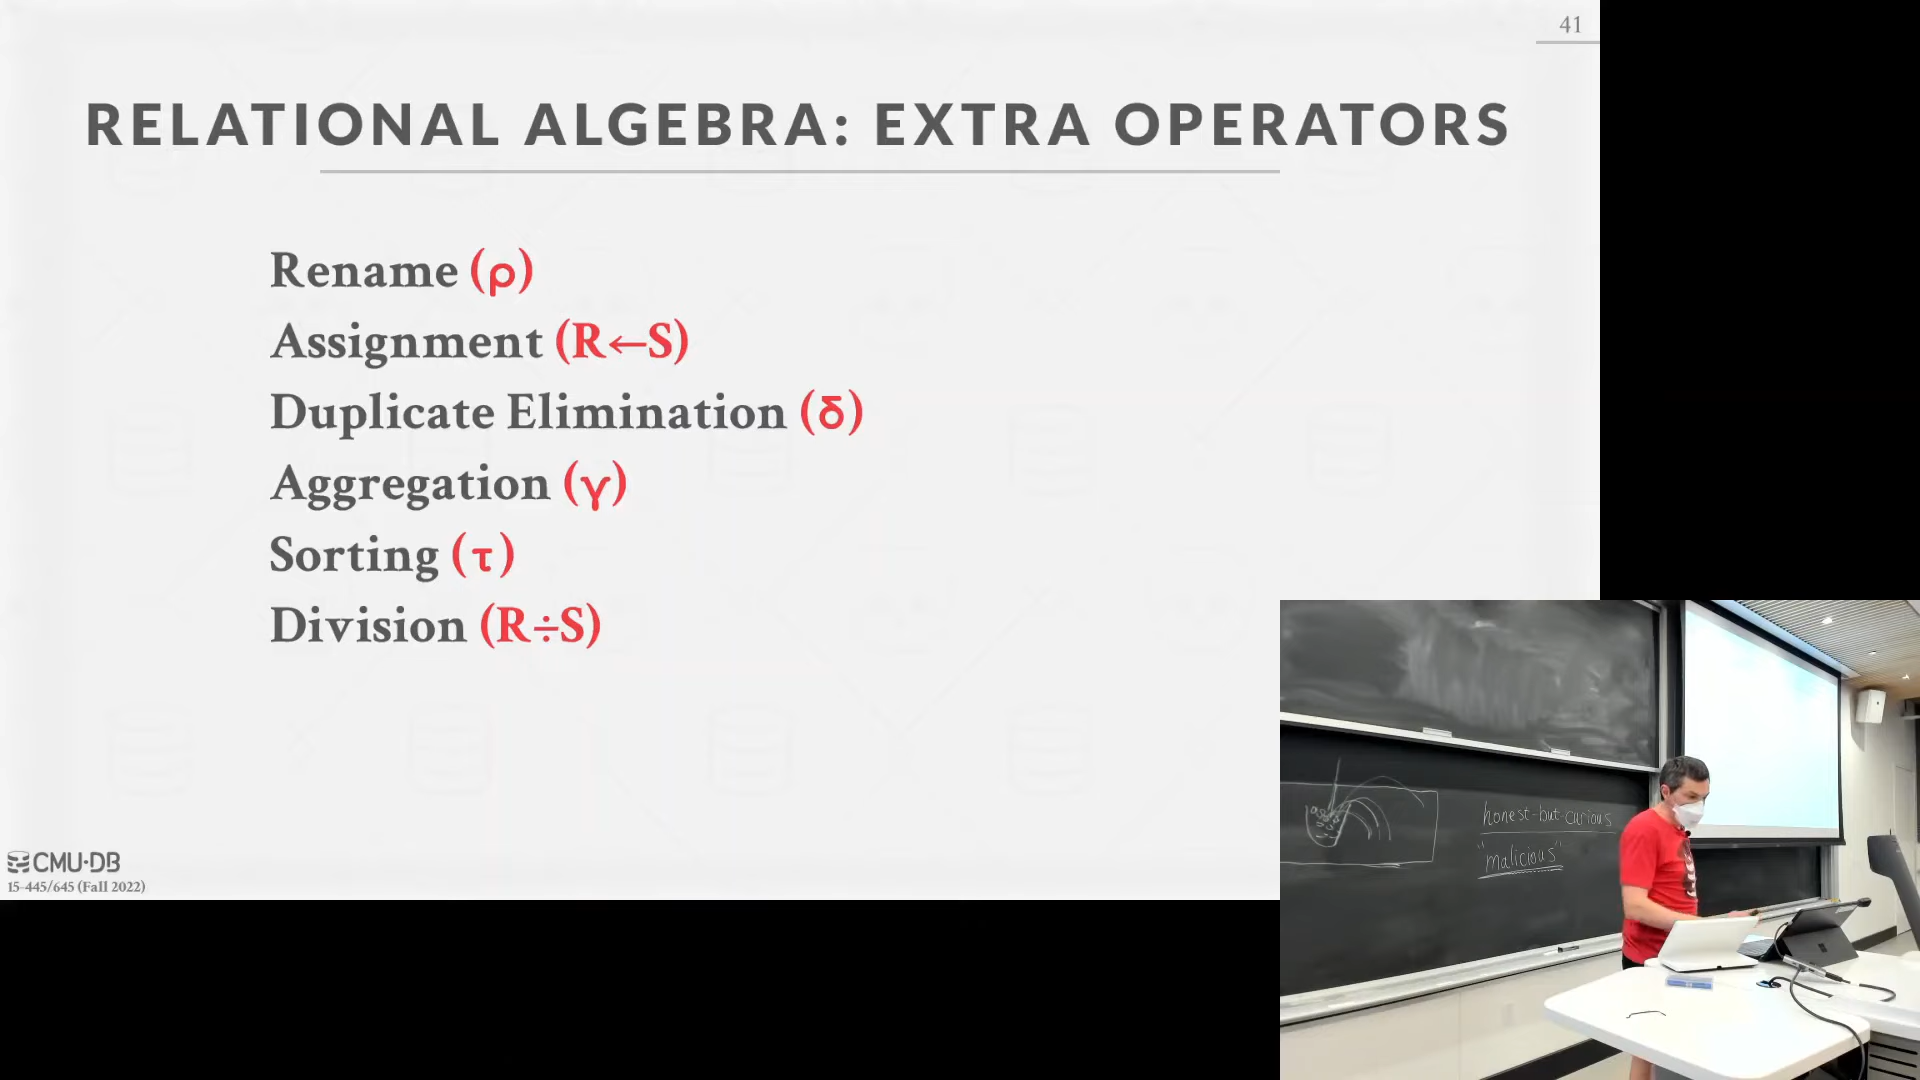 41
RELATIONAL ALGEBRA: EXTRA OPERATORS
Rename (ρ)
Assignment (R←S)
Duplicate Elimination (δ)
Aggregation (γ)
Sorting (τ)
Division (R÷S)
CMU·DB
15-445/645 (Fall 2022)
honest-but-curious
"malicious"